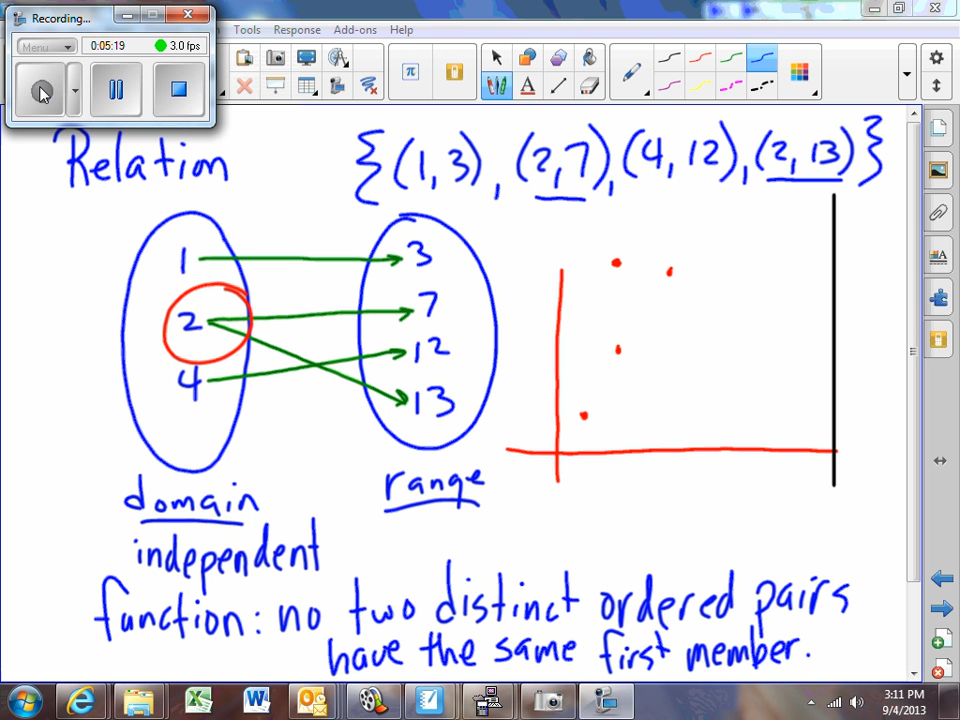 Recording...
Menu
0:05:19
3.0 fps
Tools Response Add-ons Help
π
A
Relation {(1,3), (2,7), (4,12), (2,13)}
1 3
2 7
4 12
13
domain range
independent
function: no two distinct ordered pairs
have the same first member.
3:11 PM
9/4/2013